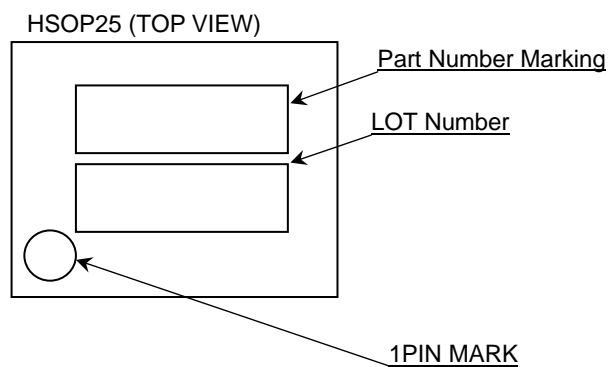 HSOP25 (TOP VIEW)
Part Number Marking
LOT Number
1PIN MARK